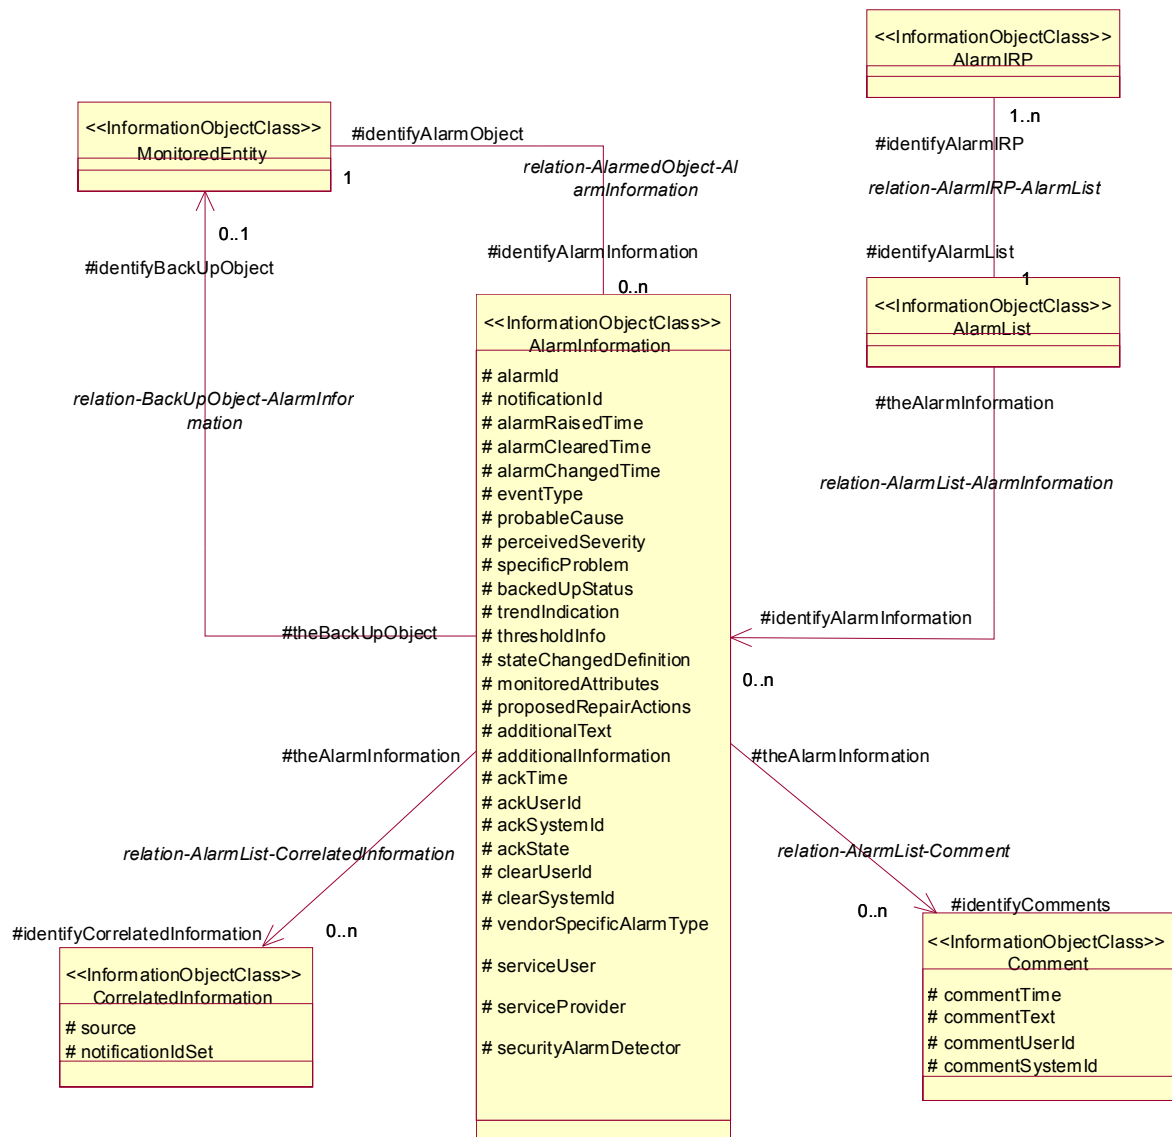 <<InformationObjectClass>>
AlarmIRP
1..n
#identifyAlarmIRP
relation-AlarmIRP-AlarmList
#identifyAlarmList
1
<<InformationObjectClass>>
AlarmList
#theAlarmInformation
relation-AlarmList-AlarmInformation
#identifyAlarmInformation
0..n
<<InformationObjectClass>>
MonitoredEntity
#identifyAlarmObject
1
relation-AlarmedObject-Al
armInformation
#identifyAlarmInformation
0..n
0..1
#identifyBackUpObject
relation-BackUpObject-AlarmInfor
mation
#theBackUpObject
<<InformationObjectClass>>
AlarmInformation
# alarmId
# notificationId
# alarmRaisedTime
# alarmClearedTime
# alarmChangedTime
# eventType
# probableCause
# perceivedSeverity
# specificProblem
# backedUpStatus
# trendIndication
# thresholdInfo
# stateChangedDefinition
# monitoredAttributes
# proposedRepairActions
# additionalText
# additionalInformation
# ackTime
# ackUserId
# ackSystemId
# ackState
# clearUserId
# clearSystemId
# vendorSpecificAlarmType
# serviceUser
# serviceProvider
# securityAlarmDetector
#theAlarmInformation
relation-AlarmList-CorrelatedInformation
0..n
#identifyCorrelatedInformation
<<InformationObjectClass>>
CorrelatedInformation
# source
# notificationIdSet
#theAlarmInformation
relation-AlarmList-Comment
0..n
#identifyComments
<<InformationObjectClass>>
Comment
# commentTime
# commentText
# commentUserId
# commentSystemId